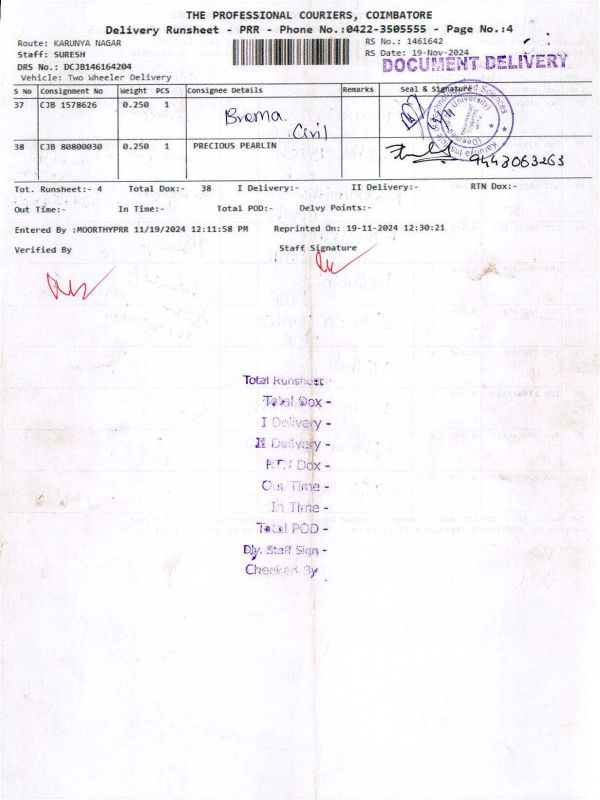 THE PROFESSIONAL COURIERS, COIMBATORE
Delivery Runsheet - PRR - Phone No.:0422-3505555 - Page No.:4
Route: KARUNYA NAGAR
RS No.: 1461642
Staff: SURESH
RS Date: 19-Nov-2024
DRS No.: DCJB146164204
DOCUMENT DELIVERY
Vehicle: Two Wheeler Delivery
S No Consignment No Weight PCS Consignee Details Remarks Seal & Signature
37 CJB 1578626 0.250 1 Brema.
Civil
38 CJB 80800030 0.250 1 PRECIOUS PEARLIN 9443063263
Tot. Runsheet:- 4 Total Dox:- 38 I Delivery:- II Delivery:- RTN Dox:-
Out Time:- In Time:- Total POD:- Delvy Points:-
Entered By :MOORTHYPRR 11/19/2024 12:11:58 PM Reprinted On: 19-11-2024 12:30:21
Verified By Staff Signature
Total Runsheet
Total Dox -
I Delivery -
II Delivery -
RTN Dox -
Out Time -
In Time -
Total POD -
Dly. Staff Sign -
Checked By